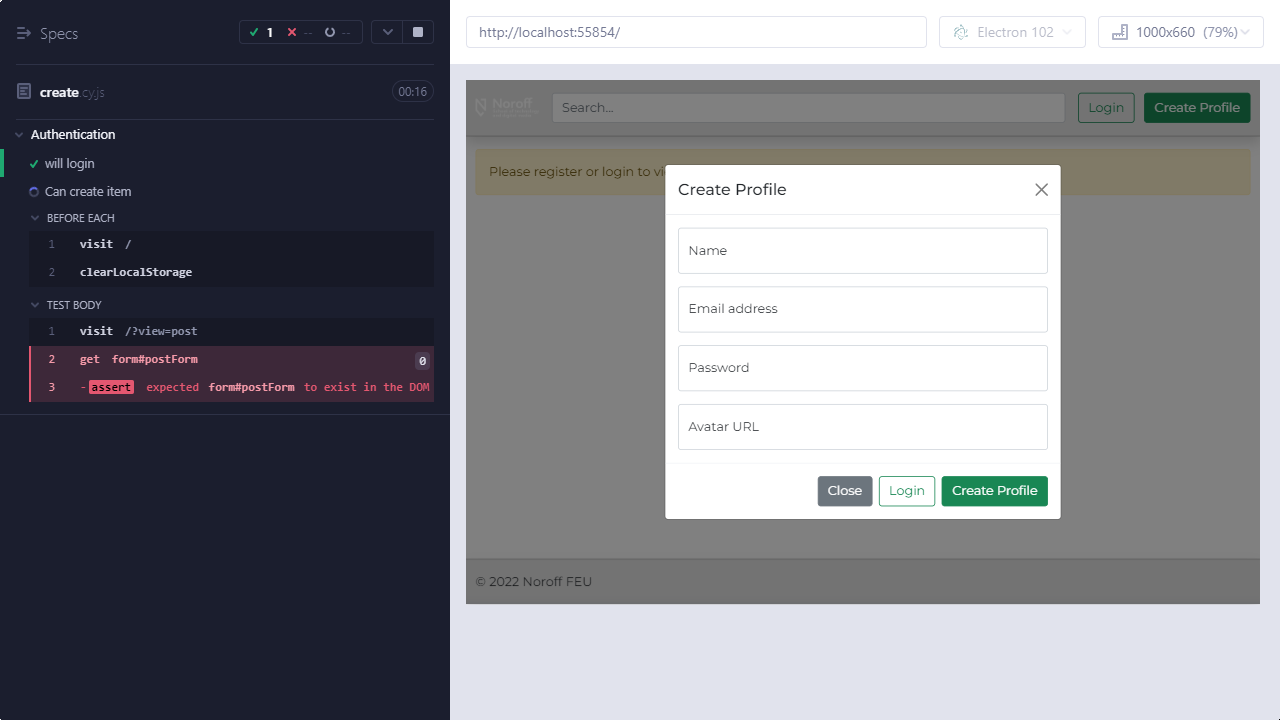 Specs
1
--
--
create.cy.js
00:16
Authentication
will login
Can create item
BEFORE EACH
1 visit /
2 clearLocalStorage
TEST BODY
1 visit /?view=post
2 get form#postForm 0
3 -assert expected form#postForm to exist in the DOM
http://localhost:55854/
Electron 102
1000x660 (79%)
Noroff
Search...
Login
Create Profile
Please register or login to vi
Create Profile
Name
Email address
Password
Avatar URL
Close
Login
Create Profile
© 2022 Noroff FEU